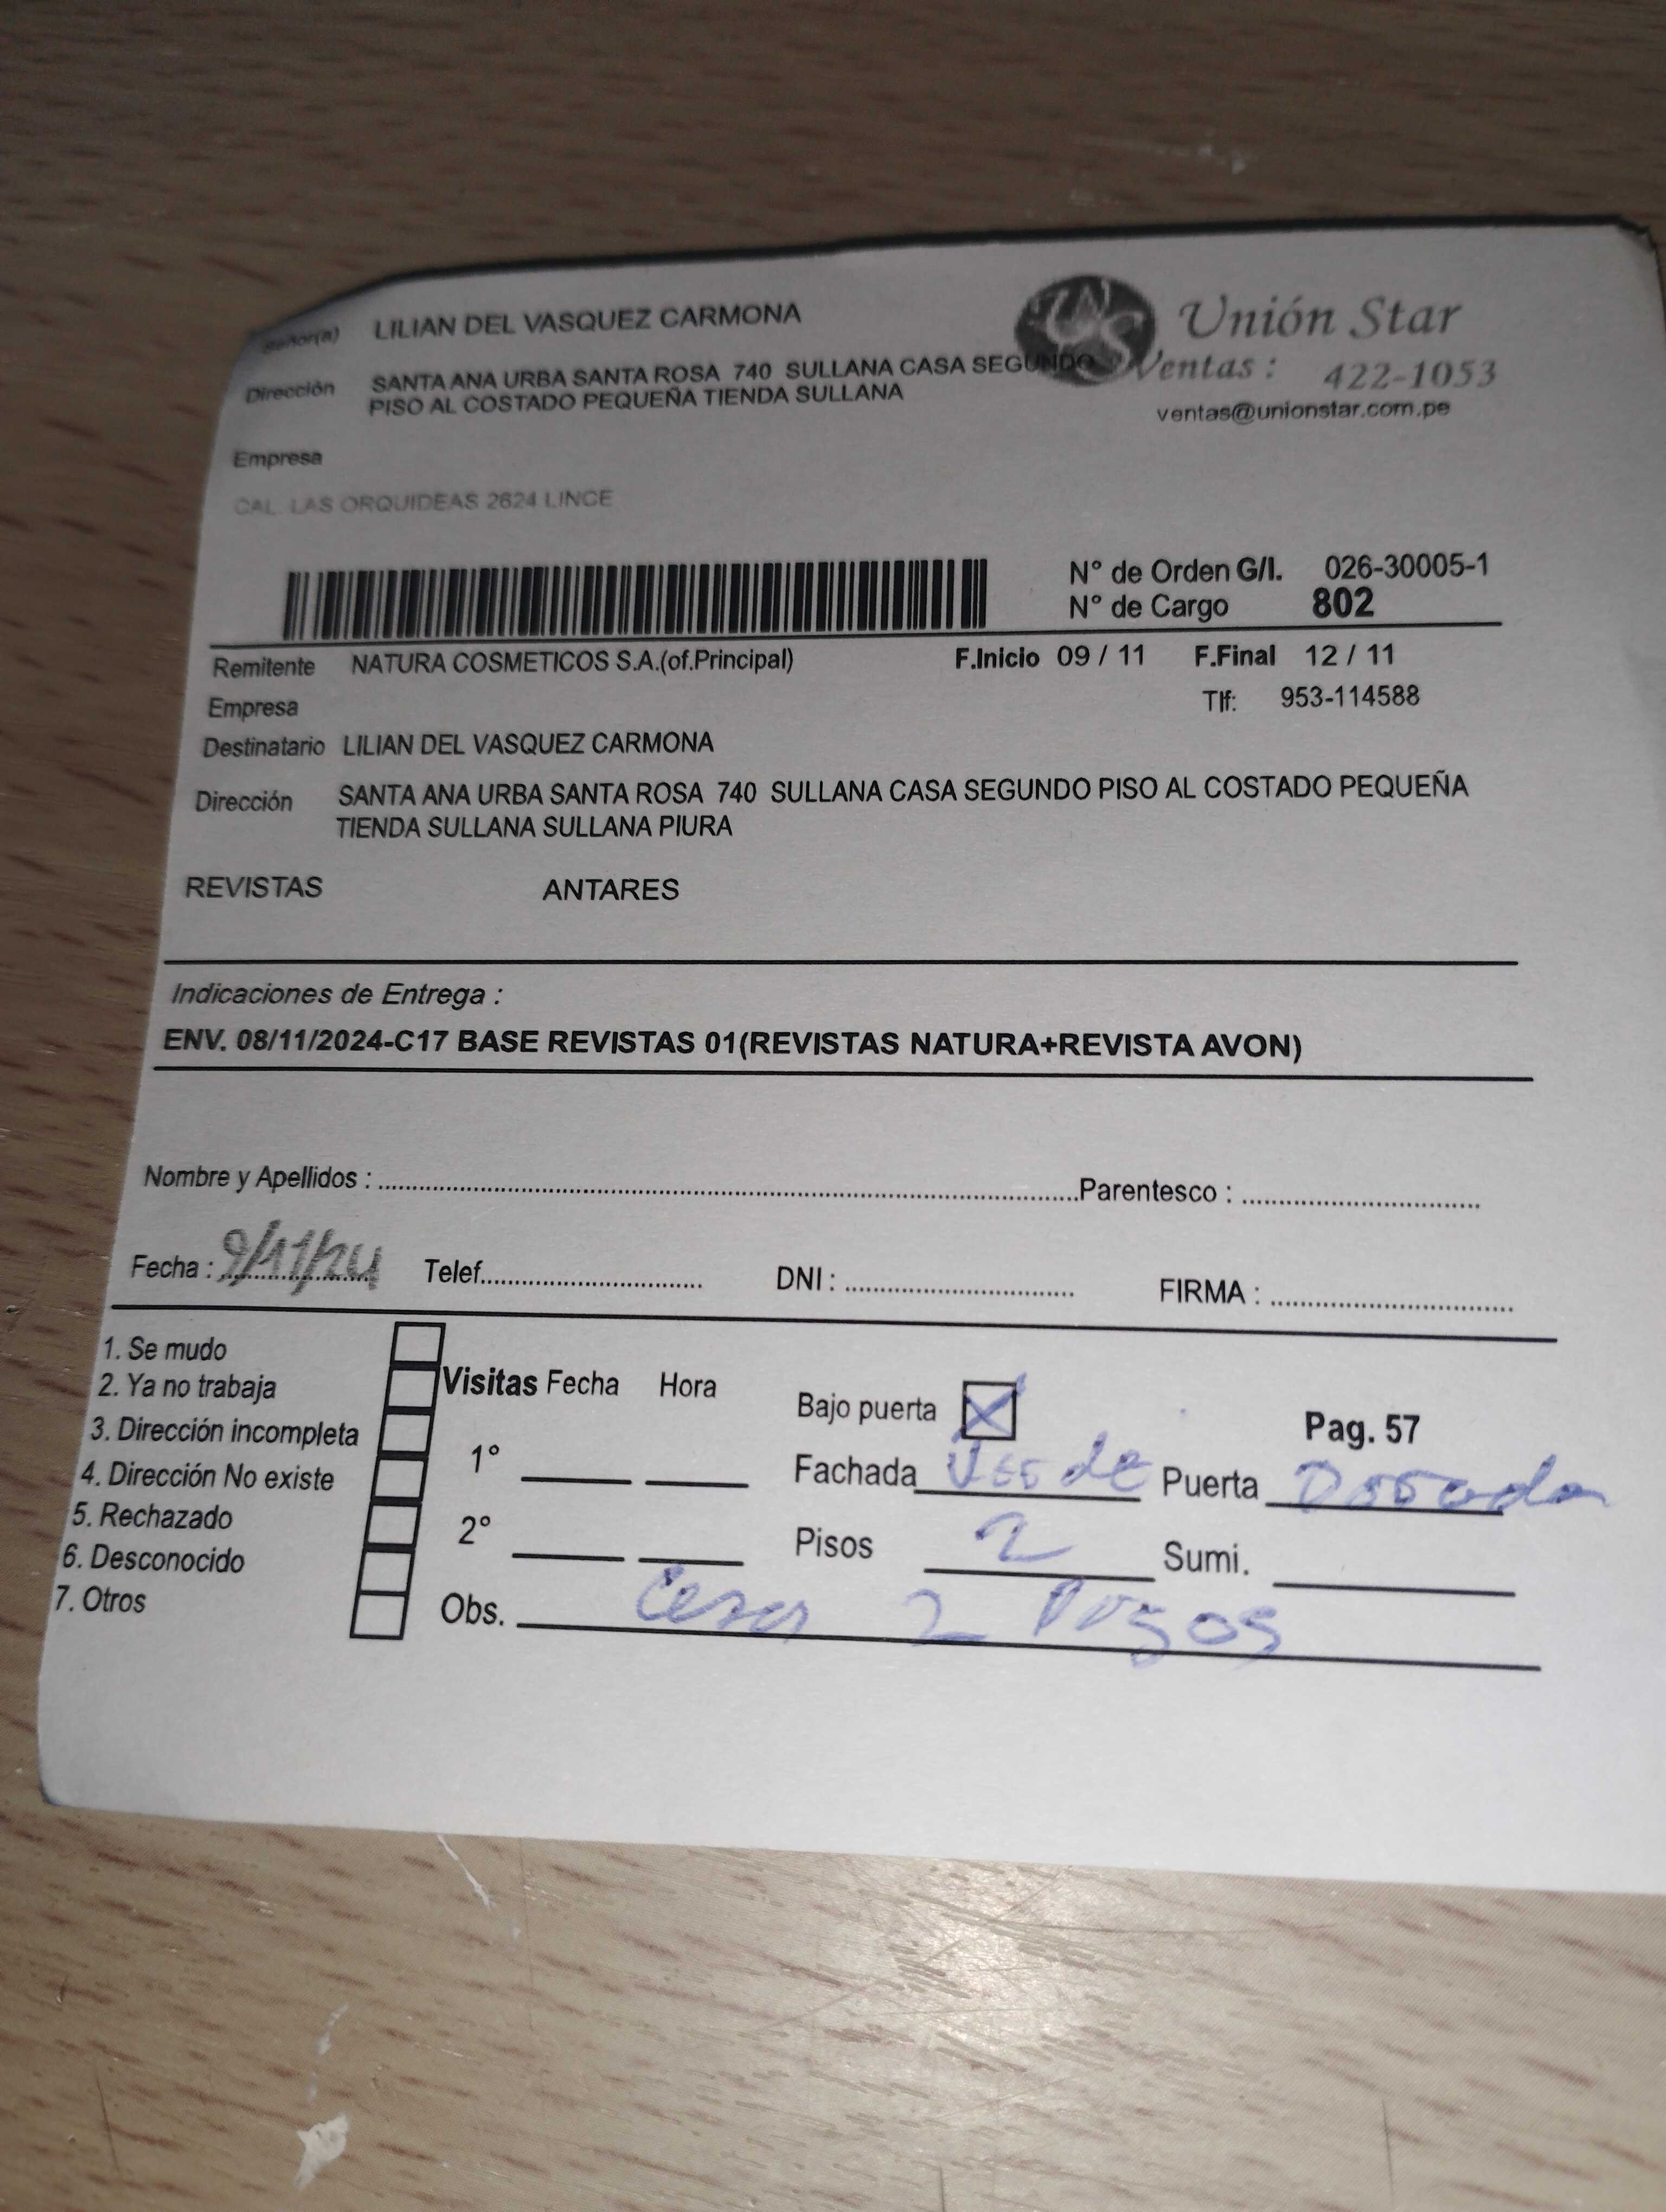 Señor(a) LILIAN DEL VASQUEZ CARMONA
Unión Star
Dirección SANTA ANA URBA SANTA ROSA 740 SULLANA CASA SEGUNDO
PISO AL COSTADO PEQUEÑA TIENDA SULLANA
Ventas : 422-1053
ventas@unionstar.com.pe
Empresa
CAL. LAS ORQUIDEAS 2624 LINCE
N° de Orden G/I. 026-30005-1
N° de Cargo 802
Remitente NATURA COSMETICOS S.A.(of.Principal) F.Inicio 09 / 11 F.Final 12 / 11
Empresa Tlf: 953-114588
Destinatario LILIAN DEL VASQUEZ CARMONA
Dirección SANTA ANA URBA SANTA ROSA 740 SULLANA CASA SEGUNDO PISO AL COSTADO PEQUEÑA
TIENDA SULLANA SULLANA PIURA
REVISTAS ANTARES
Indicaciones de Entrega :
ENV. 08/11/2024-C17 BASE REVISTAS 01(REVISTAS NATURA+REVISTA AVON)
Nombre y Apellidos : Parentesco :
Fecha : 9/11/24 Telef. DNI : FIRMA :
1. Se mudo
2. Ya no trabaja
3. Dirección incompleta
4. Dirección No existe
5. Rechazado
6. Desconocido
7. Otros
Visitas Fecha Hora
1°
2°
Bajo puerta X Pag. 57
Fachada Verde Puerta Dorada
Pisos 2 Sumi.
Obs. 2 Pisos